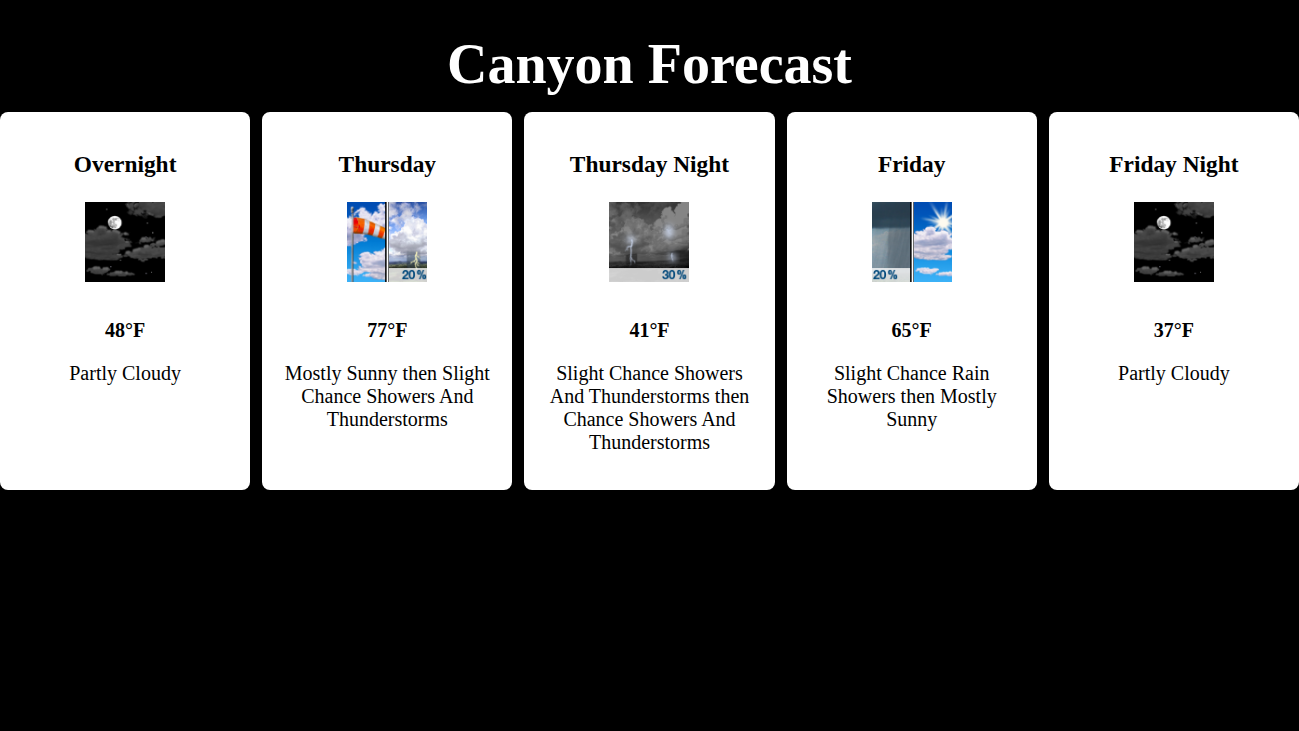 Canyon Forecast
Overnight
48°F
Partly Cloudy
Thursday
20%
77°F
Mostly Sunny then Slight
Chance Showers And
Thunderstorms
Thursday Night
30%
41°F
Slight Chance Showers
And Thunderstorms then
Chance Showers And
Thunderstorms
Friday
20%
65°F
Slight Chance Rain
Showers then Mostly
Sunny
Friday Night
37°F
Partly Cloudy